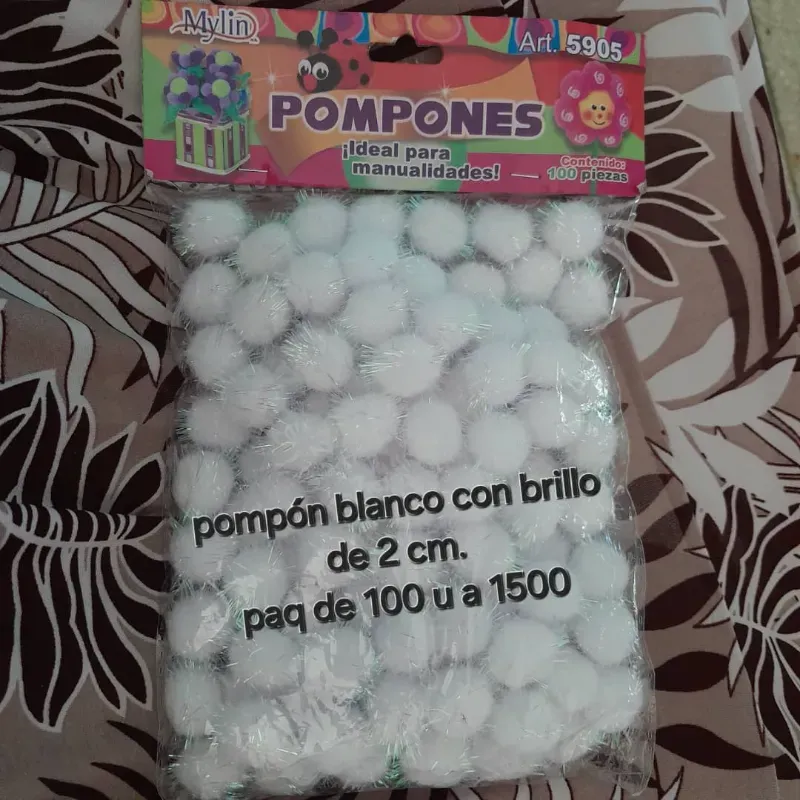 Mylin
Art. 5905
POMPONES
¡Ideal para
manualidades!
Contenido:
100 piezas
pompón blanco con brillo
de 2 cm.
paq de 100 u a 1500